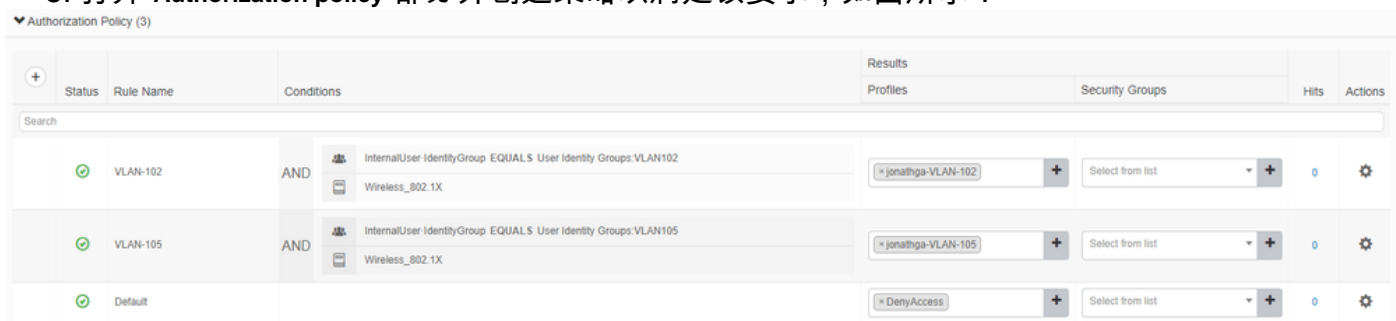 Authorization policy
Authorization Policy (3)
Results
Status Rule Name Conditions Profiles Security Groups Hits Actions
Search
VLAN-102 AND InternalUser·IdentityGroup EQUALS User Identity Groups:VLAN102
Wireless_802.1X
×jonathga-VLAN-102 + Select from list + 0
VLAN-105 AND InternalUser·IdentityGroup EQUALS User Identity Groups:VLAN105
Wireless_802.1X
×jonathga-VLAN-105 + Select from list + 0
Default ×DenyAccess + Select from list + 0